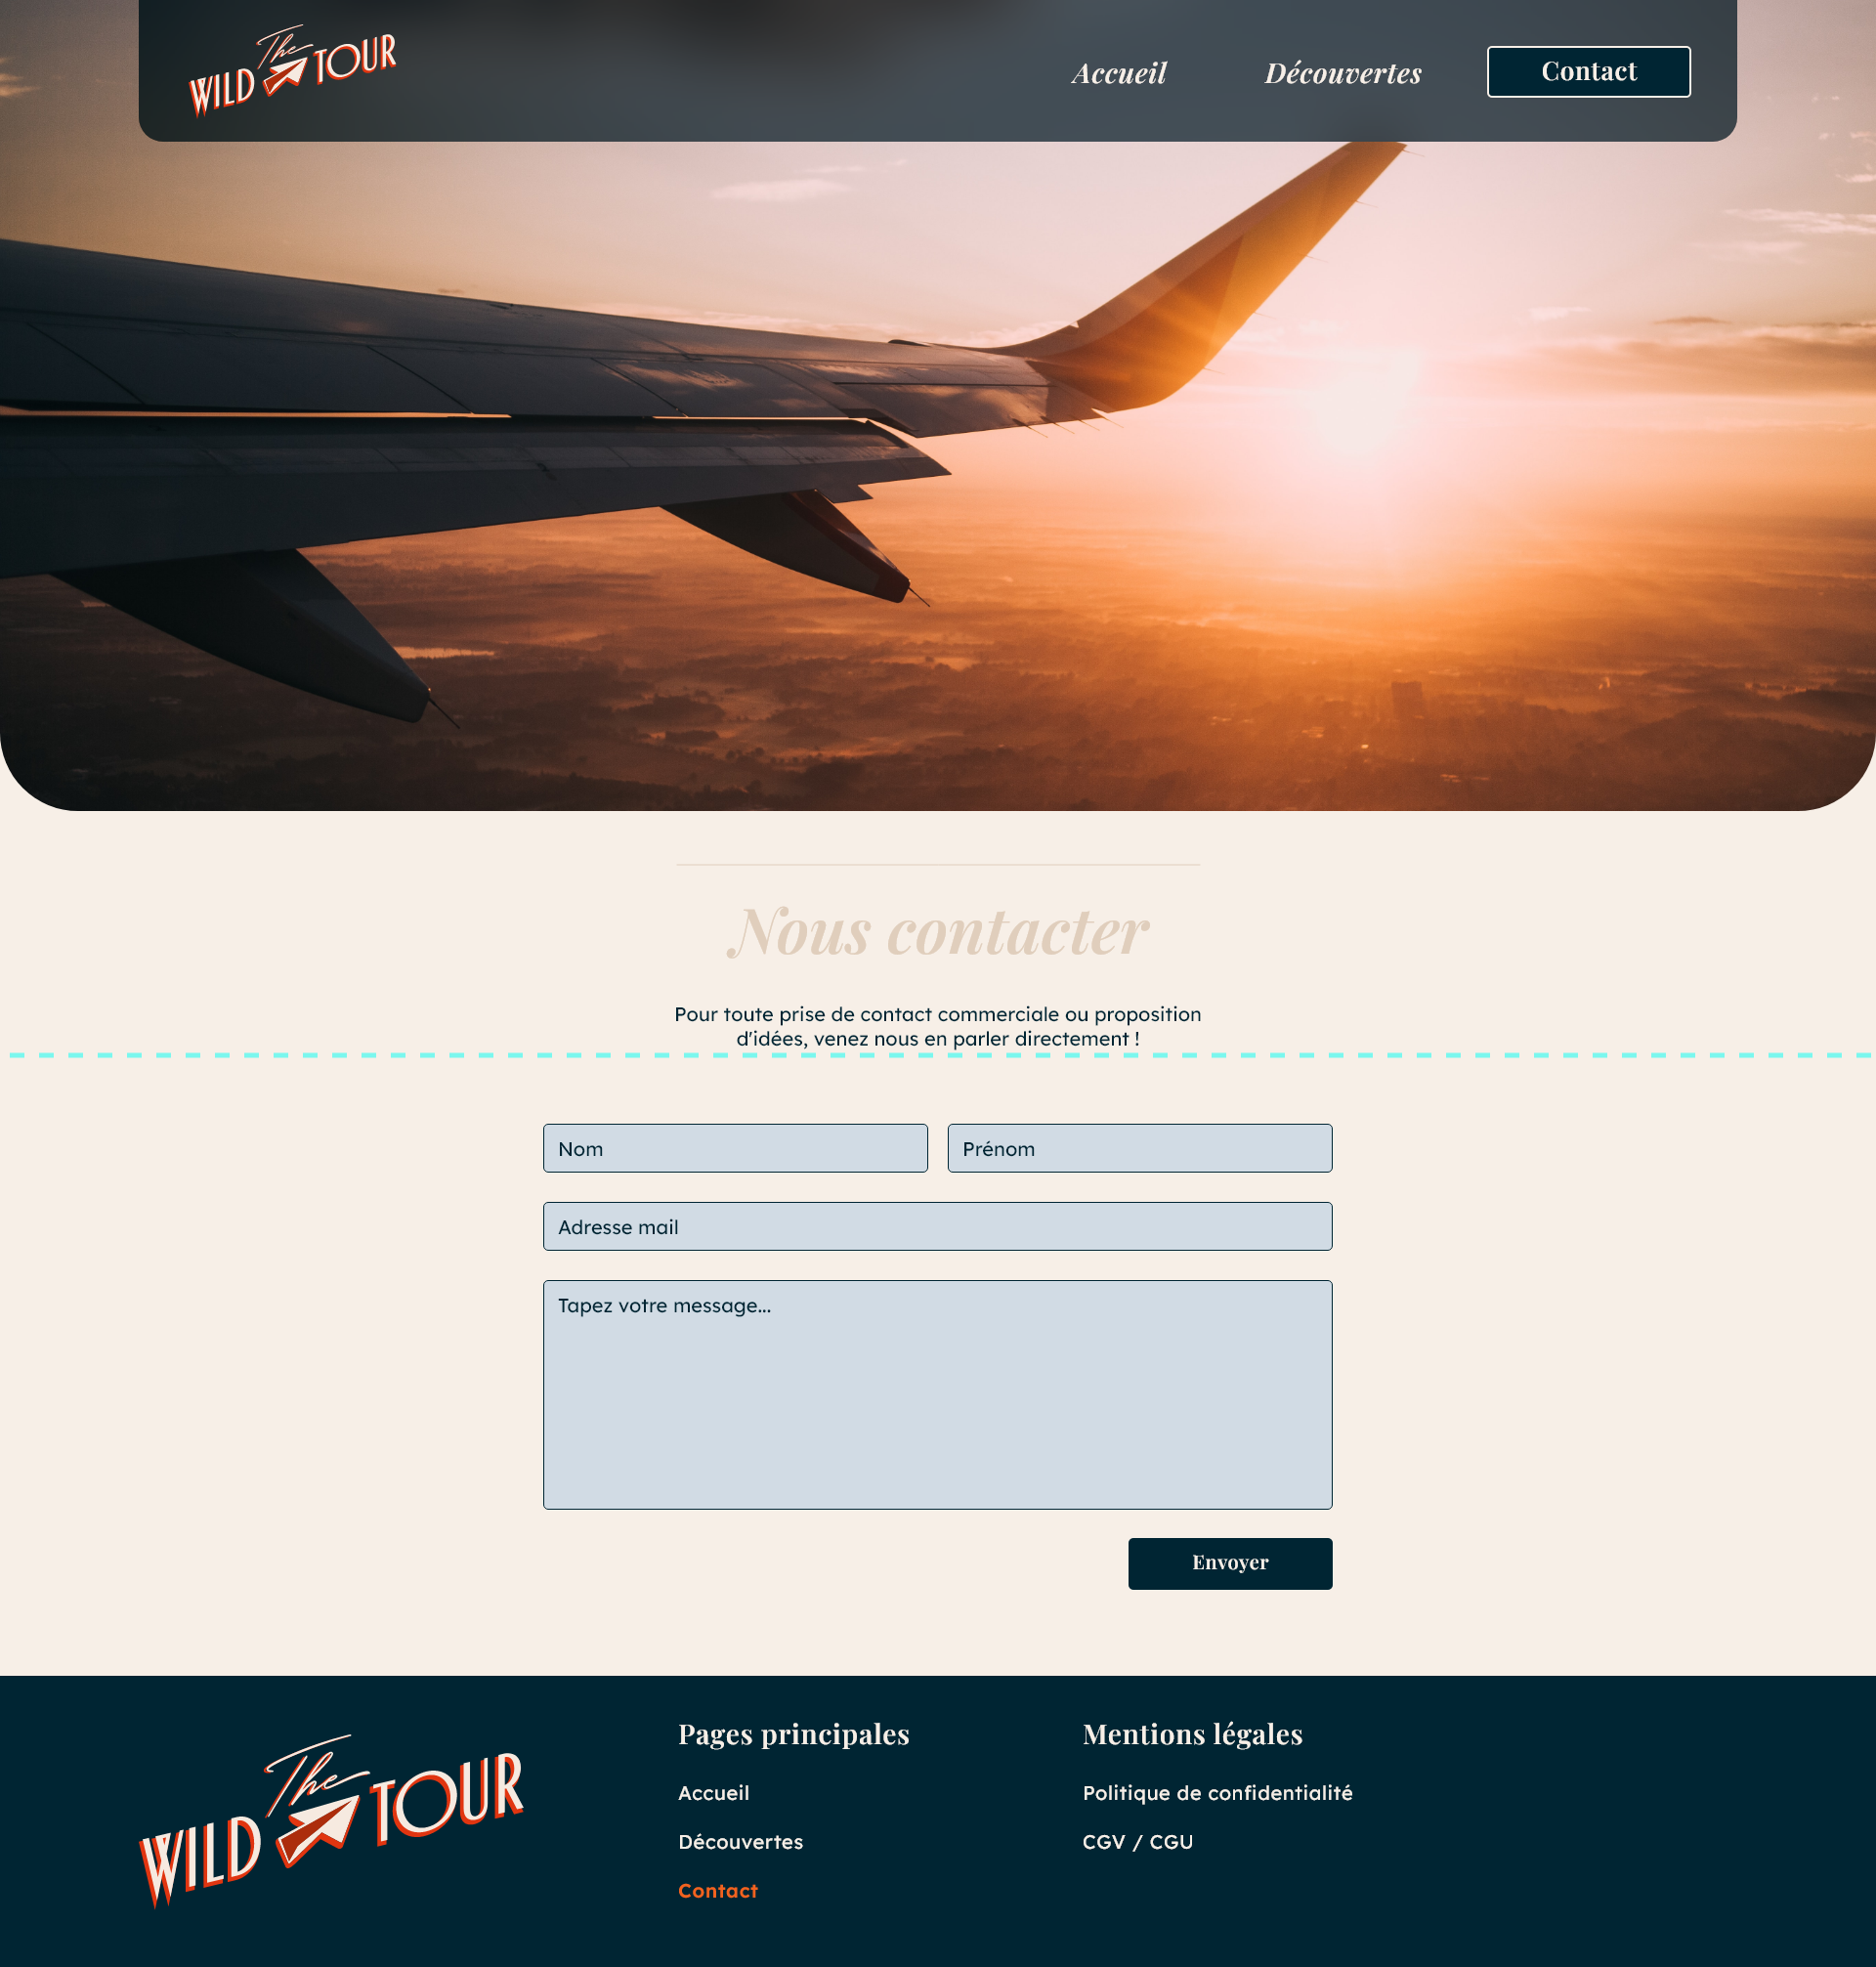 The
WILD TOUR
Accueil
Découvertes
Contact
Nous contacter
Pour toute prise de contact commerciale ou proposition
d'idées, venez nous en parler directement !
Nom
Prénom
Adresse mail
Tapez votre message...
Envoyer
The
WILD TOUR
Pages principales
Accueil
Découvertes
Contact
Mentions légales
Politique de confidentialité
CGV / CGU